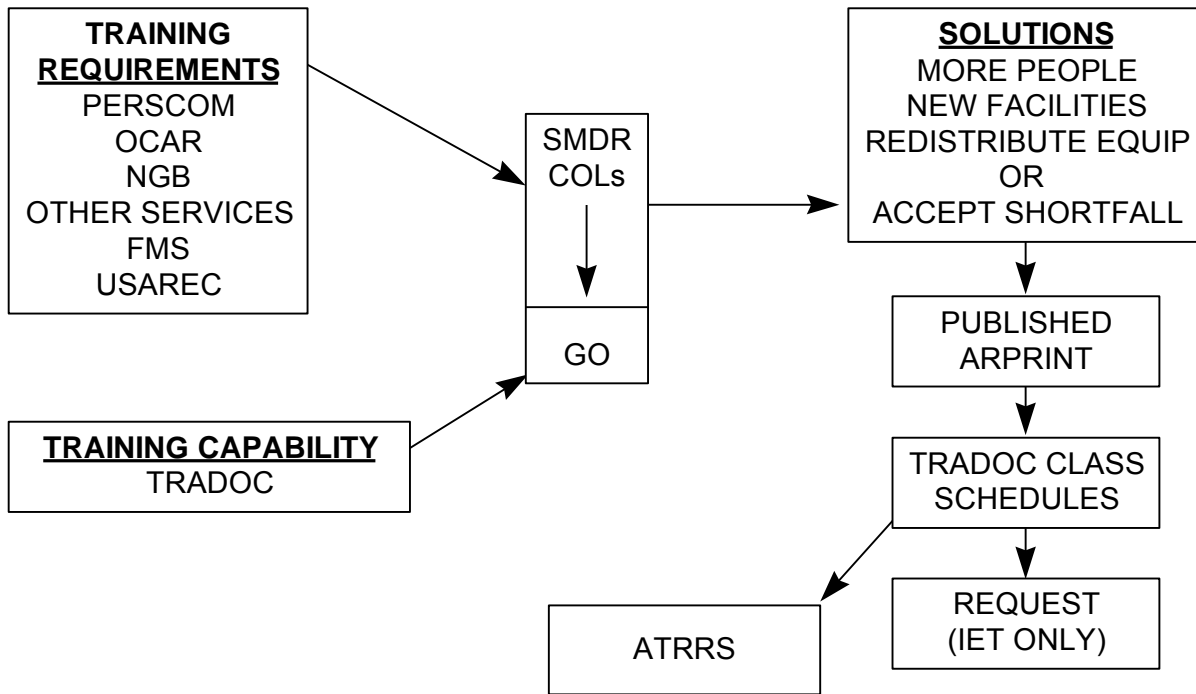 TRAINING
REQUIREMENTS
PERSCOM
OCAR
NGB
OTHER SERVICES
FMS
USAREC
TRAINING CAPABILITY
TRADOC
SMDR
COLs
GO
SOLUTIONS
MORE PEOPLE
NEW FACILITIES
REDISTRIBUTE EQUIP
OR
ACCEPT SHORTFALL
PUBLISHED
ARPRINT
TRADOC CLASS
SCHEDULES
ATRRS
REQUEST
(IET ONLY)